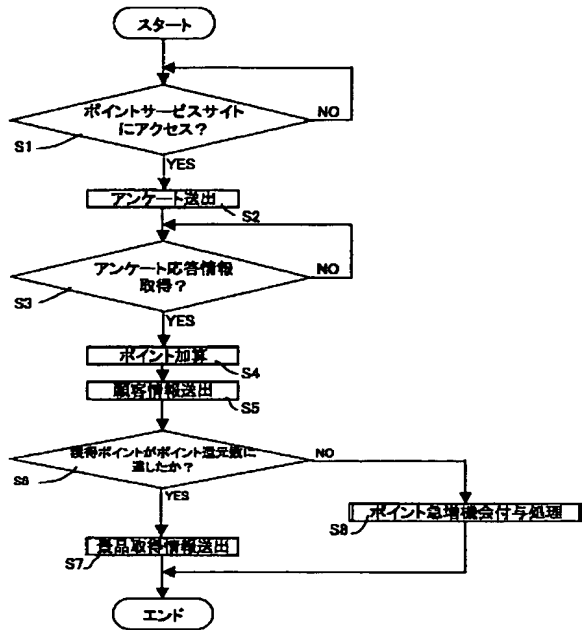 スタート
ポイントサービスサイト
にアクセス？
NO
S1
YES
アンケート送出
S2
アンケート応答情報
取得？
NO
S3
YES
ポイント加算
S4
顧客情報送出
S5
獲得ポイントがポイント還元数に
達したか？
NO
S6
YES
ポイント急増機会付与処理
S8
景品取得情報送出
S7
エンド